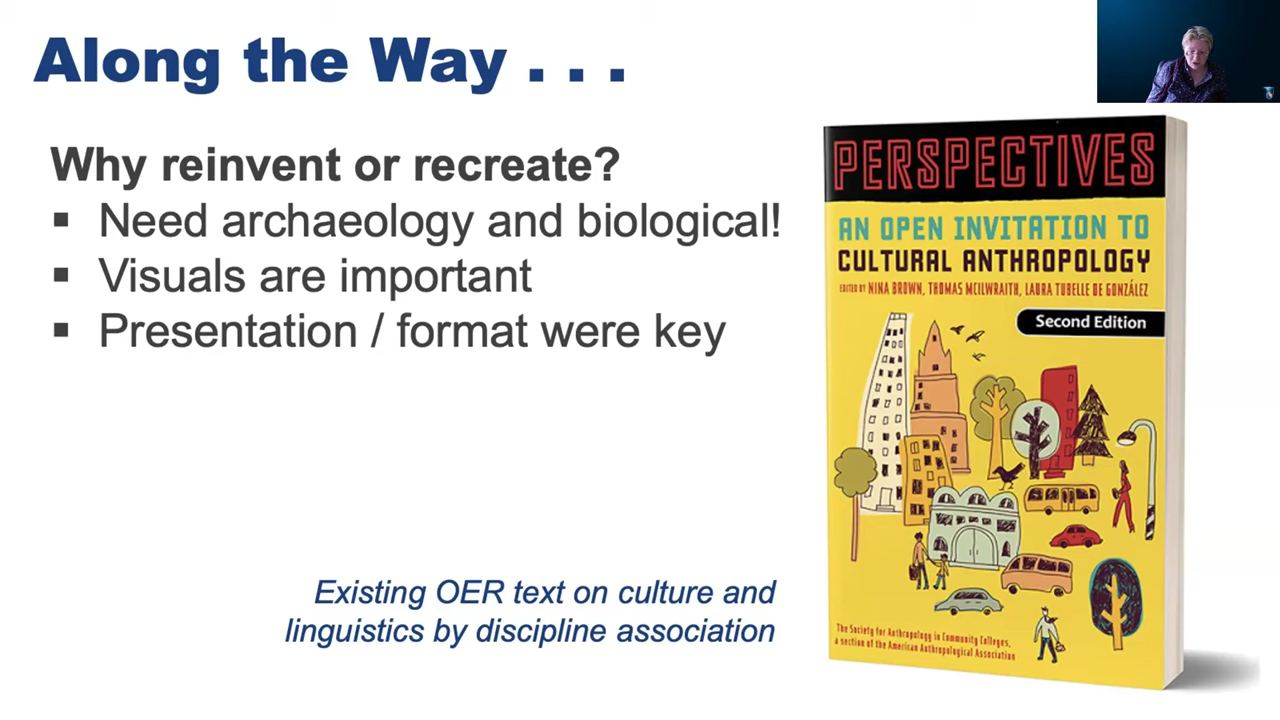 Along the Way . . .
Why reinvent or recreate?
▪ Need archaeology and biological!
▪ Visuals are important
▪ Presentation / format were key
Existing OER text on culture and
linguistics by discipline association
PERSPECTIVES
AN OPEN INVITATION TO
CULTURAL ANTHROPOLOGY
EDITED BY NINA BROWN, THOMAS MCILWRAITH, LAURA TUBELLE DE GONZÁLEZ
Second Edition
The Society for Anthropology in Community Colleges,
a section of the American Anthropological Association